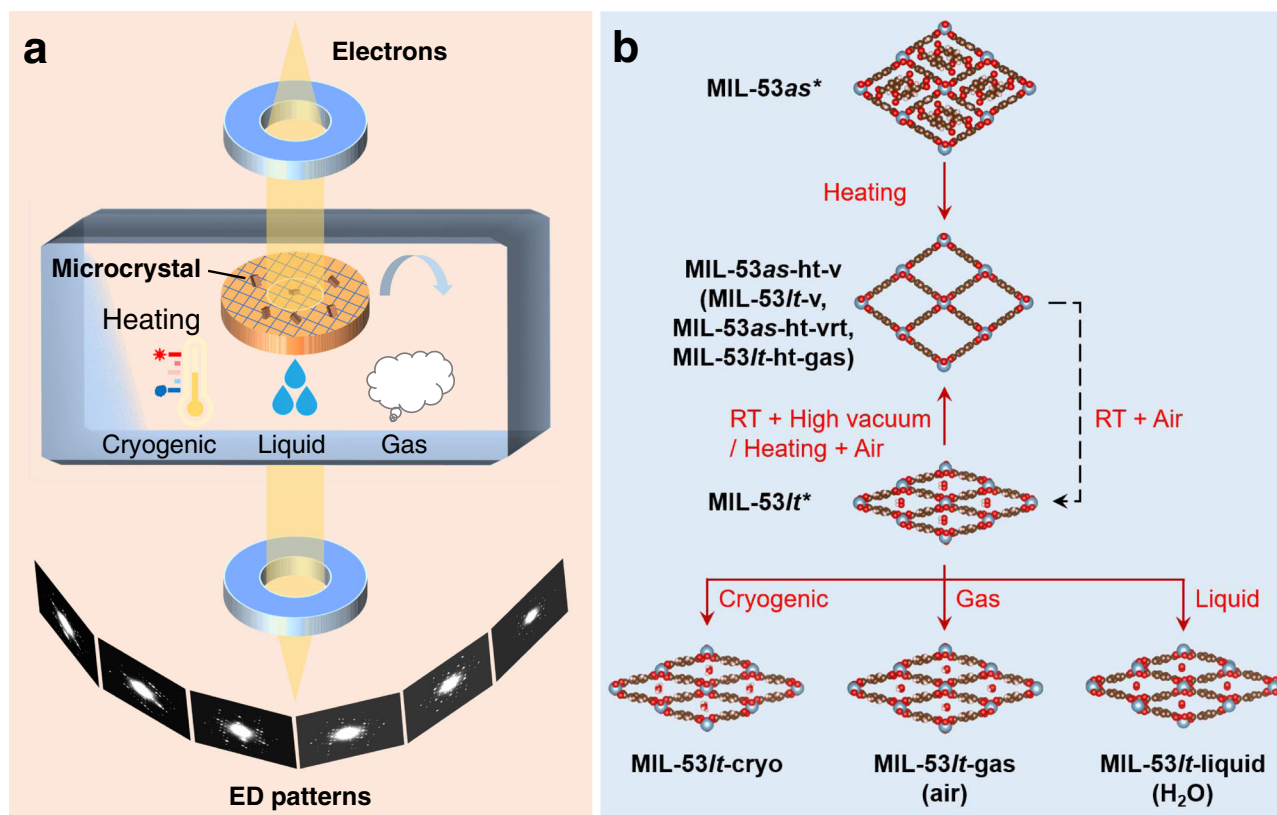 a
Electrons
Microcrystal
Heating
Cryogenic
Liquid
Gas
ED patterns
b
MIL-53as*
Heating
MIL-53as-ht-v
(MIL-53lt-v,
MIL-53as-ht-vrt,
MIL-53lt-ht-gas)
RT + High vacuum
/ Heating + Air
RT + Air
MIL-53lt*
Cryogenic
Gas
Liquid
MIL-53lt-cryo
MIL-53lt-gas
(air)
MIL-53lt-liquid
(H₂O)